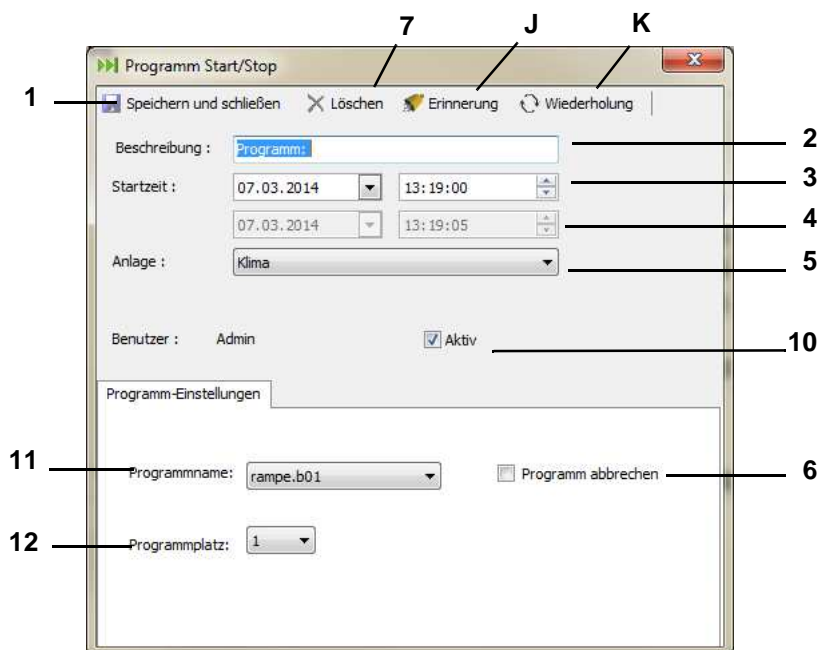 7 J K
Programm Start/Stop
1 Speichern und schließen Löschen Erinnerung Wiederholung
Beschreibung : Programm: 2
Startzeit : 07.03.2014 13:19:00 3
07.03.2014 13:19:05 4
Anlage : Klima 5
Benutzer : Admin Aktiv 10
Programm-Einstellungen
11 Programmname: rampe.b01 Programm abbrechen 6
12 Programmplatz: 1